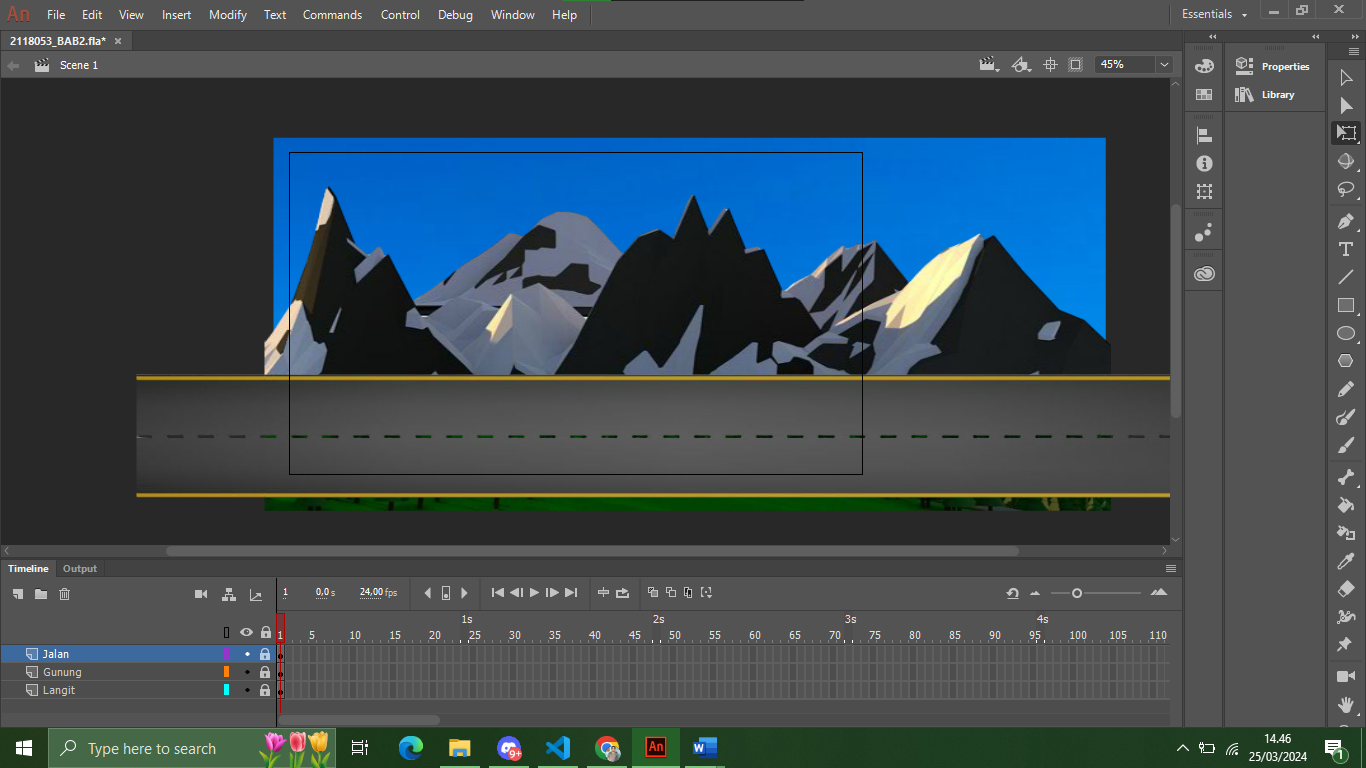 An File Edit View Insert Modify Text Commands Control Debug Window Help Essentials
2118053_BAB2.fla* ×
Scene 1 45%
Properties
Library
Timeline Output
1 0,0 s 24,00 fps
1s 2s 3s 4s
1 5 10 15 20 25 30 35 40 45 50 55 60 65 70 75 80 85 90 95 100 105 110
Jalan
Gunung
Langit
Type here to search 9+ An W 14.46
25/03/2024 1